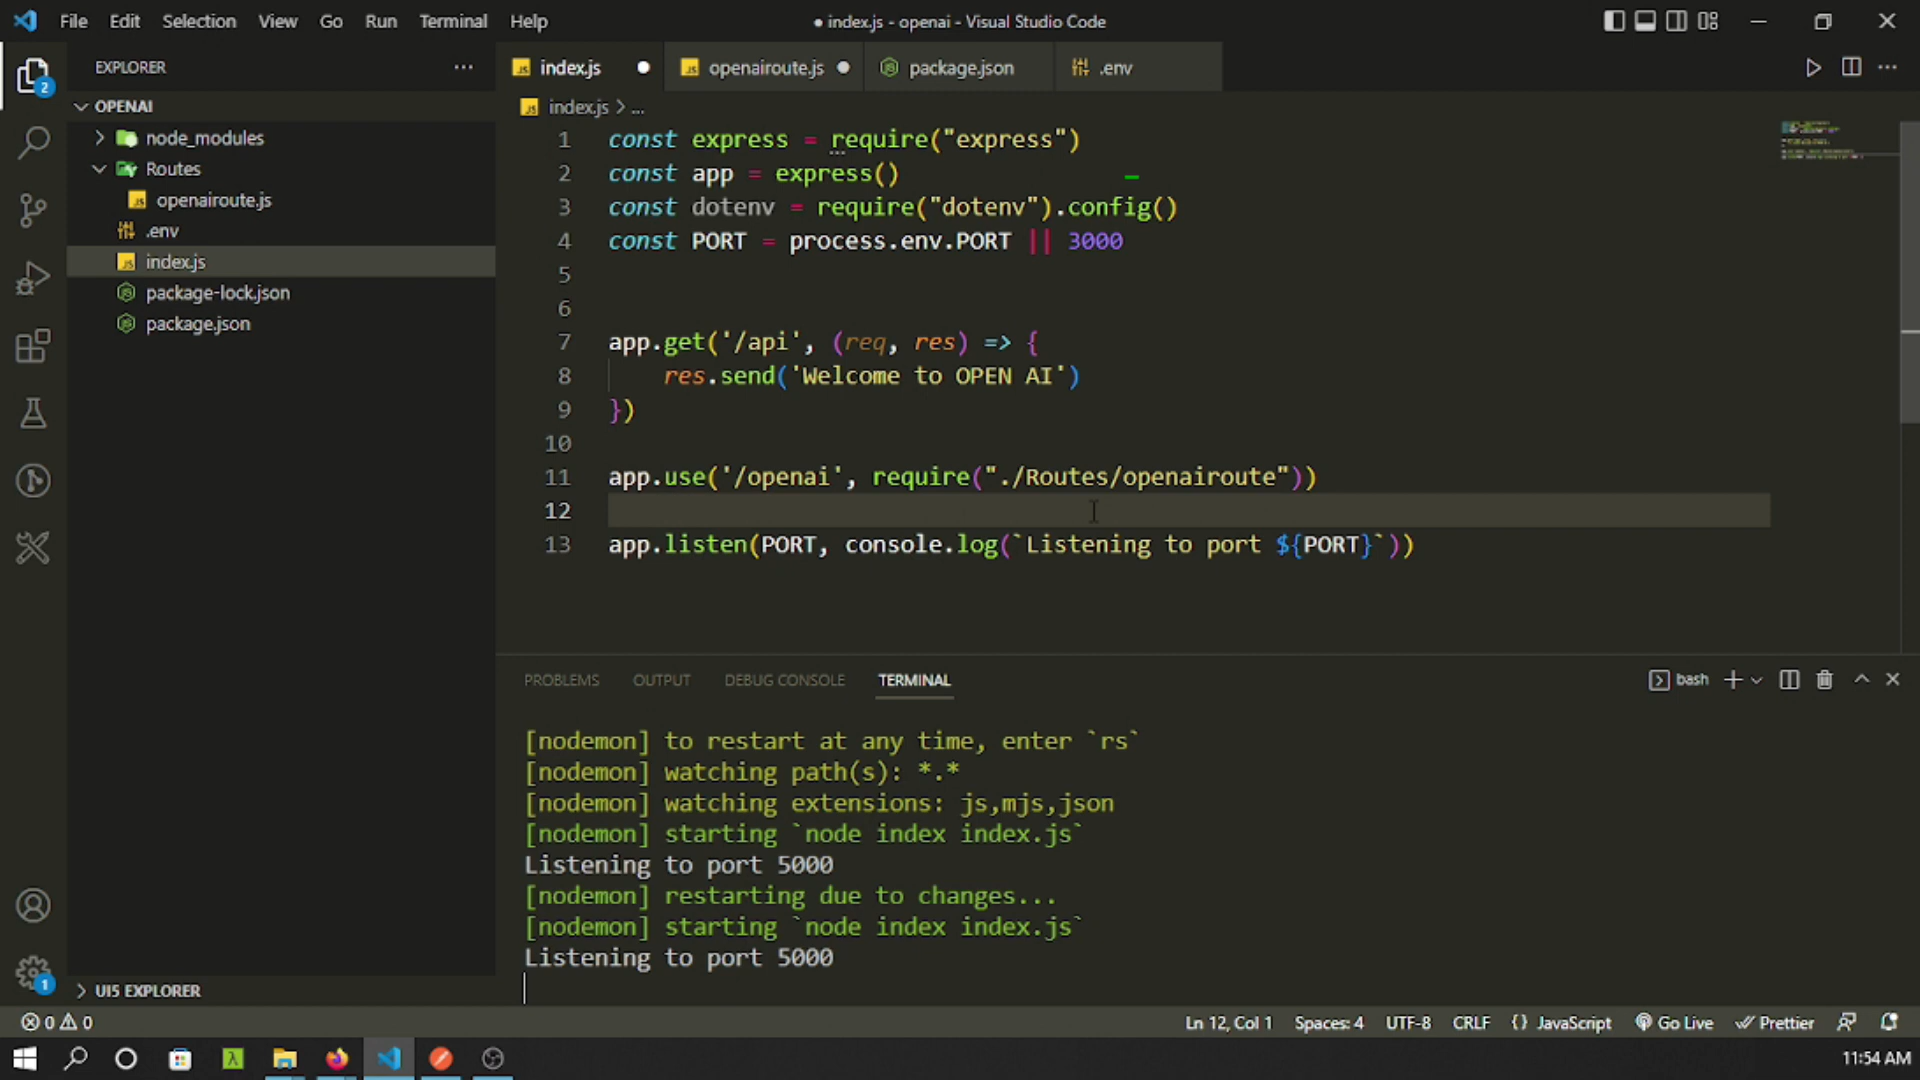 File Edit Selection View Go Run Terminal Help
● index.js - openai - Visual Studio Code
EXPLORER
2
OPENAI
node_modules
Routes
openairoute.js
.env
index.js
package-lock.json
package.json
UI5 EXPLORER
1
index.js ● openairoute.js ● package.json .env
index.js > ...
1 const express = require("express")
2 const app = express()
3 const dotenv = require("dotenv").config()
4 const PORT = process.env.PORT || 3000
5
6
7 app.get('/api', (req, res) => {
8     res.send('Welcome to OPEN AI')
9 })
10
11 app.use('/openai', require("./Routes/openairoute"))
12
13 app.listen(PORT, console.log(`Listening to port ${PORT}`))
PROBLEMS OUTPUT DEBUG CONSOLE TERMINAL
bash
[nodemon] to restart at any time, enter `rs`
[nodemon] watching path(s): *.*
[nodemon] watching extensions: js,mjs,json
[nodemon] starting `node index index.js`
Listening to port 5000
[nodemon] restarting due to changes...
[nodemon] starting `node index index.js`
Listening to port 5000
0 0
Ln 12, Col 1 Spaces: 4 UTF-8 CRLF {} JavaScript Go Live Prettier
11:54 AM